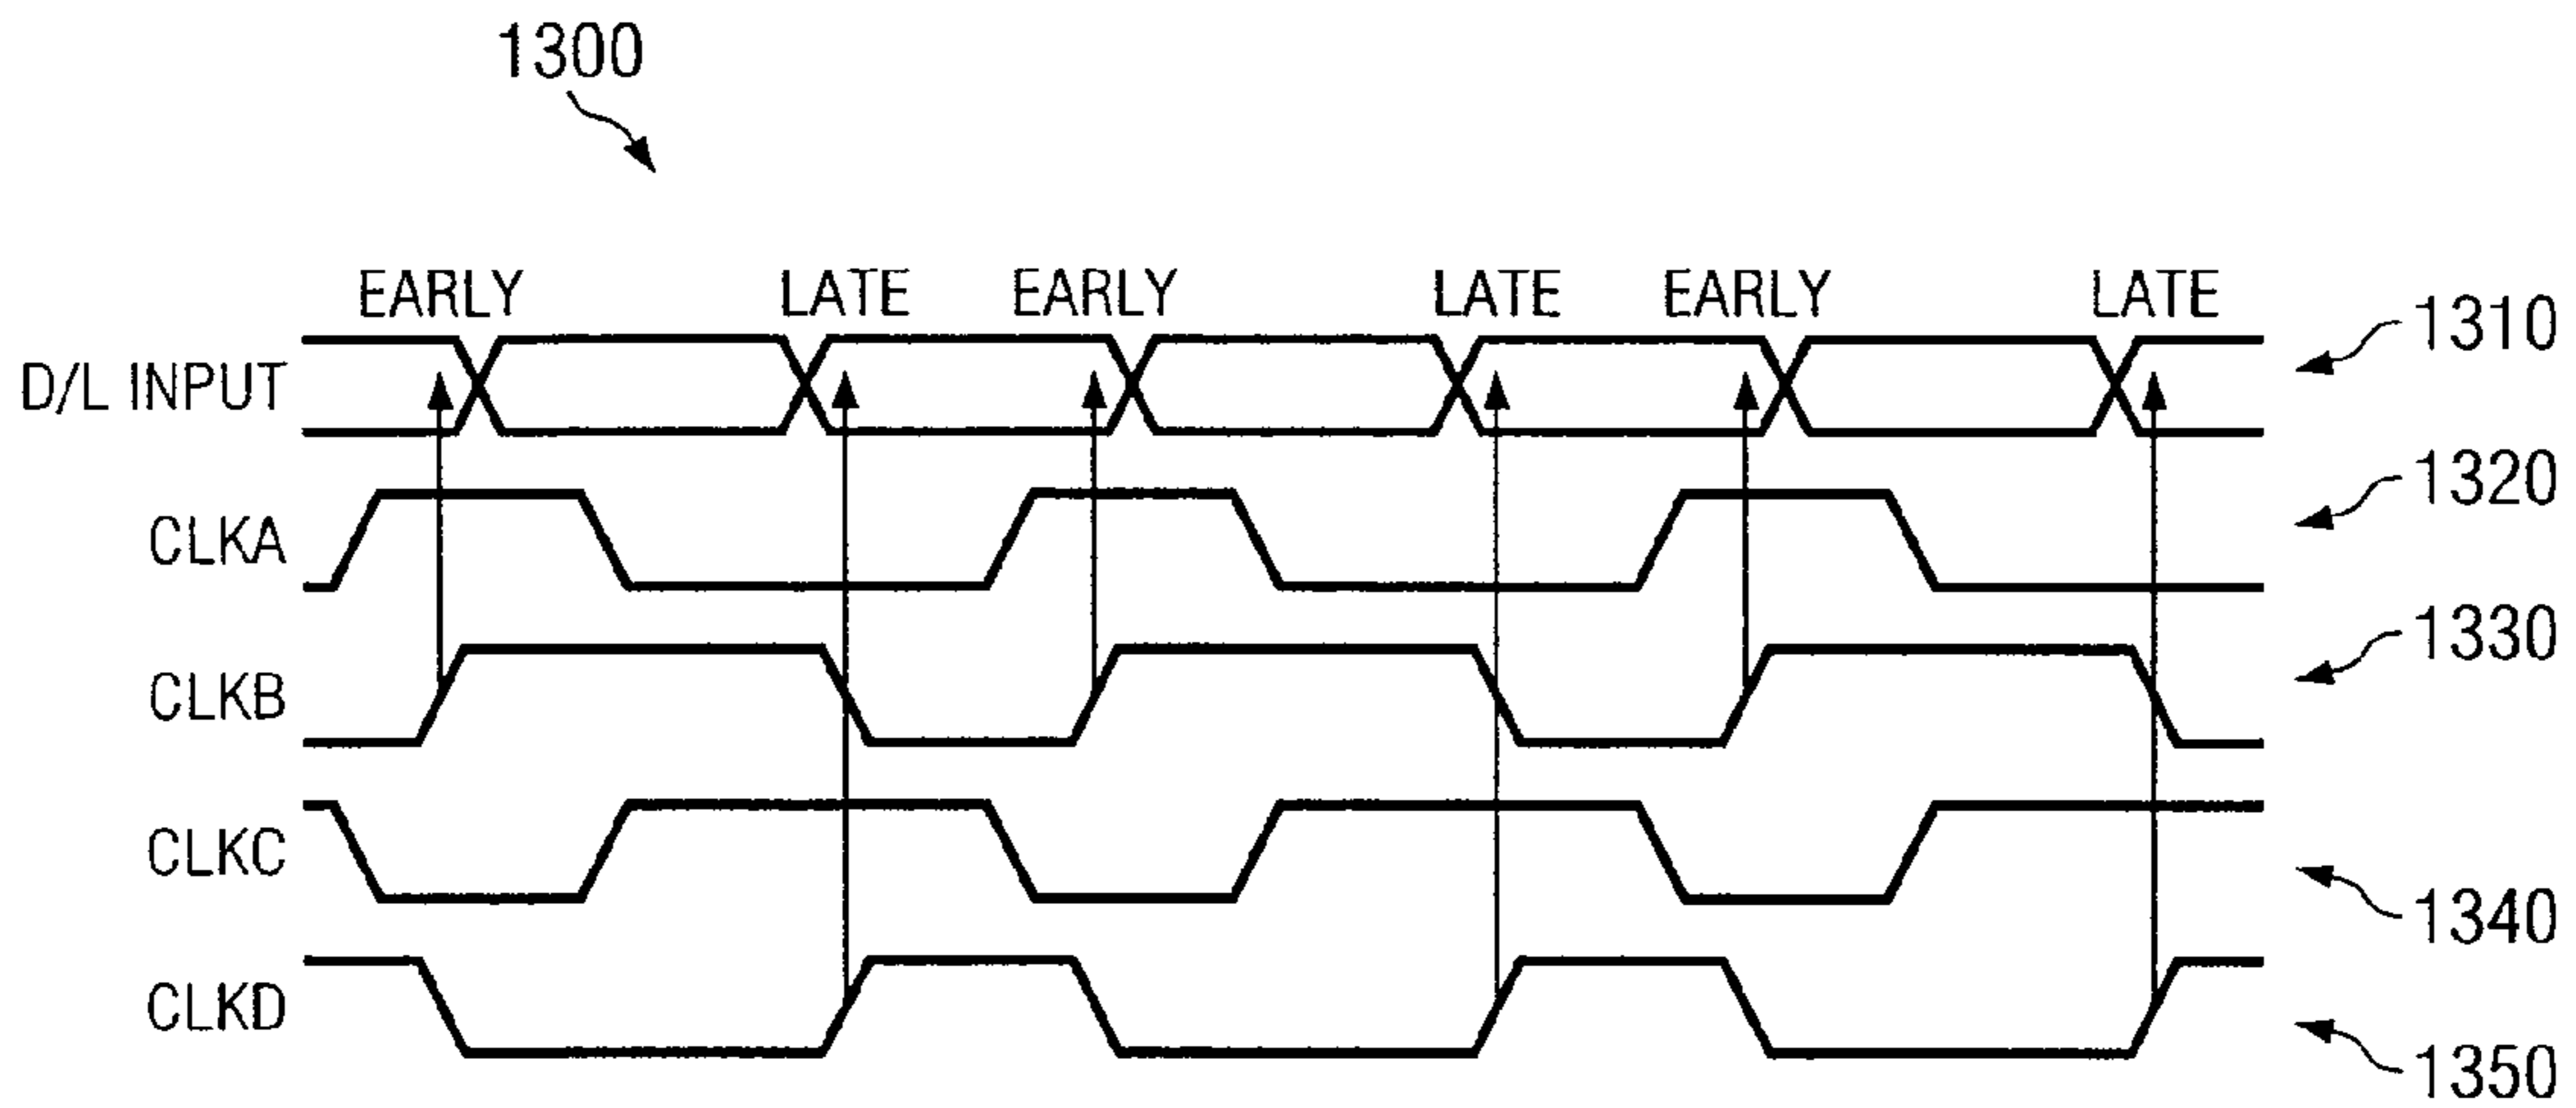 1300
EARLY LATE EARLY LATE EARLY LATE
D/L INPUT 1310
CLKA 1320
CLKB 1330
CLKC 1340
CLKD 1350